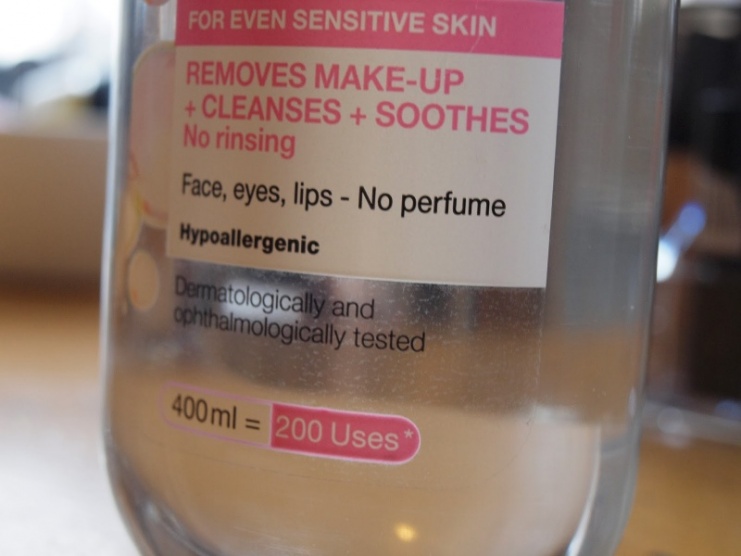 FOR EVEN SENSITIVE SKIN
REMOVES MAKE-UP
+ CLEANSES + SOOTHES
No rinsing
Face, eyes, lips - No perfume
Hypoallergenic
Dermatologically and
ophthalmologically tested
400ml = 200 Uses*